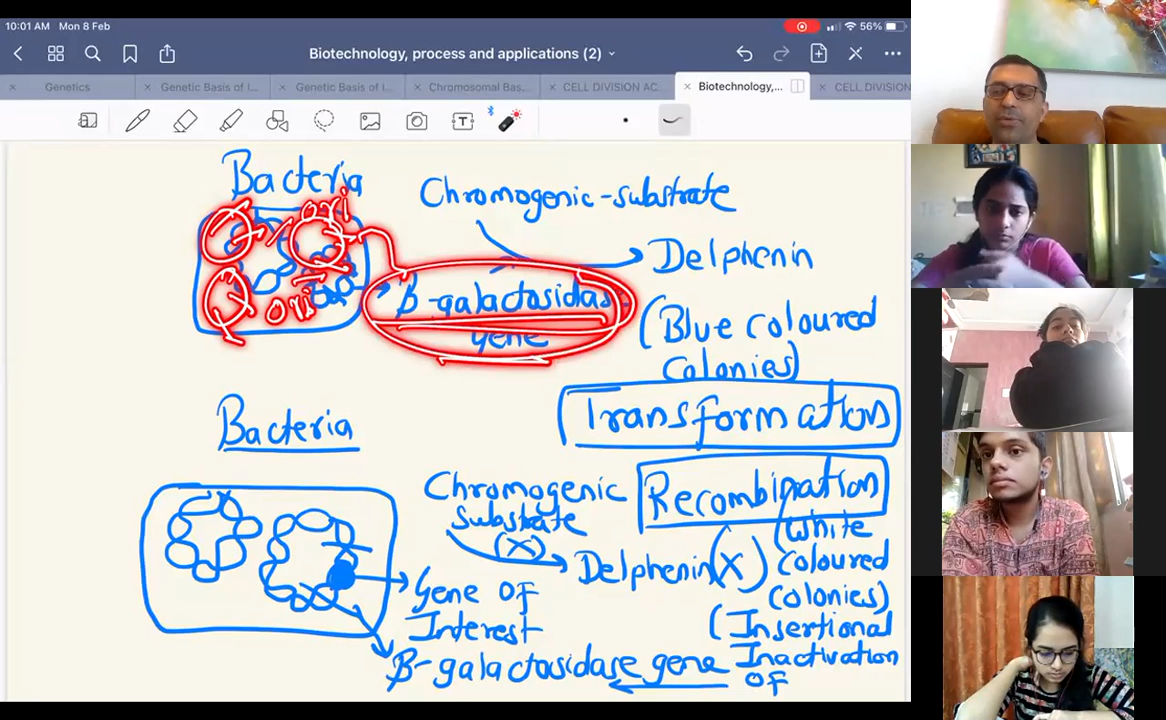 10:01 AM Mon 8 Feb
56%
Biotechnology, process and applications (2)
Genetics
Genetic Basis of I...
Genetic Basis of I...
Chromosomal Bas...
CELL DIVISION AC...
Biotechnology,...
CELL DIVISION
Bacteria
Chromogenic-substrate
ori
ori
Delphenin
β-galactosidas
gene
(Blue coloured
Colonies)
Transformation
Bacteria
Chromogenic
Substrate
(X)
Recombination
Delphenin(X)
(White
Coloured
Colonies)
Gene OF
Interest
(Insertional
Inactivation
OF
β-galactosidase gene